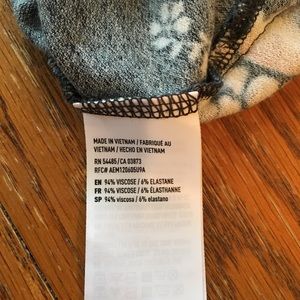 MADE IN VIETNAM / FABRIQUÉ AU
VIETNAM / HECHO EN VIETNAM
RN 54485/CA 03873
RFC# AEM120605U9A
EN 94% VISCOSE / 6% ELASTANE
FR 94% VISCOSE / 6% ÉLASTHANNE
SP 94% viscosa / 6% elastano